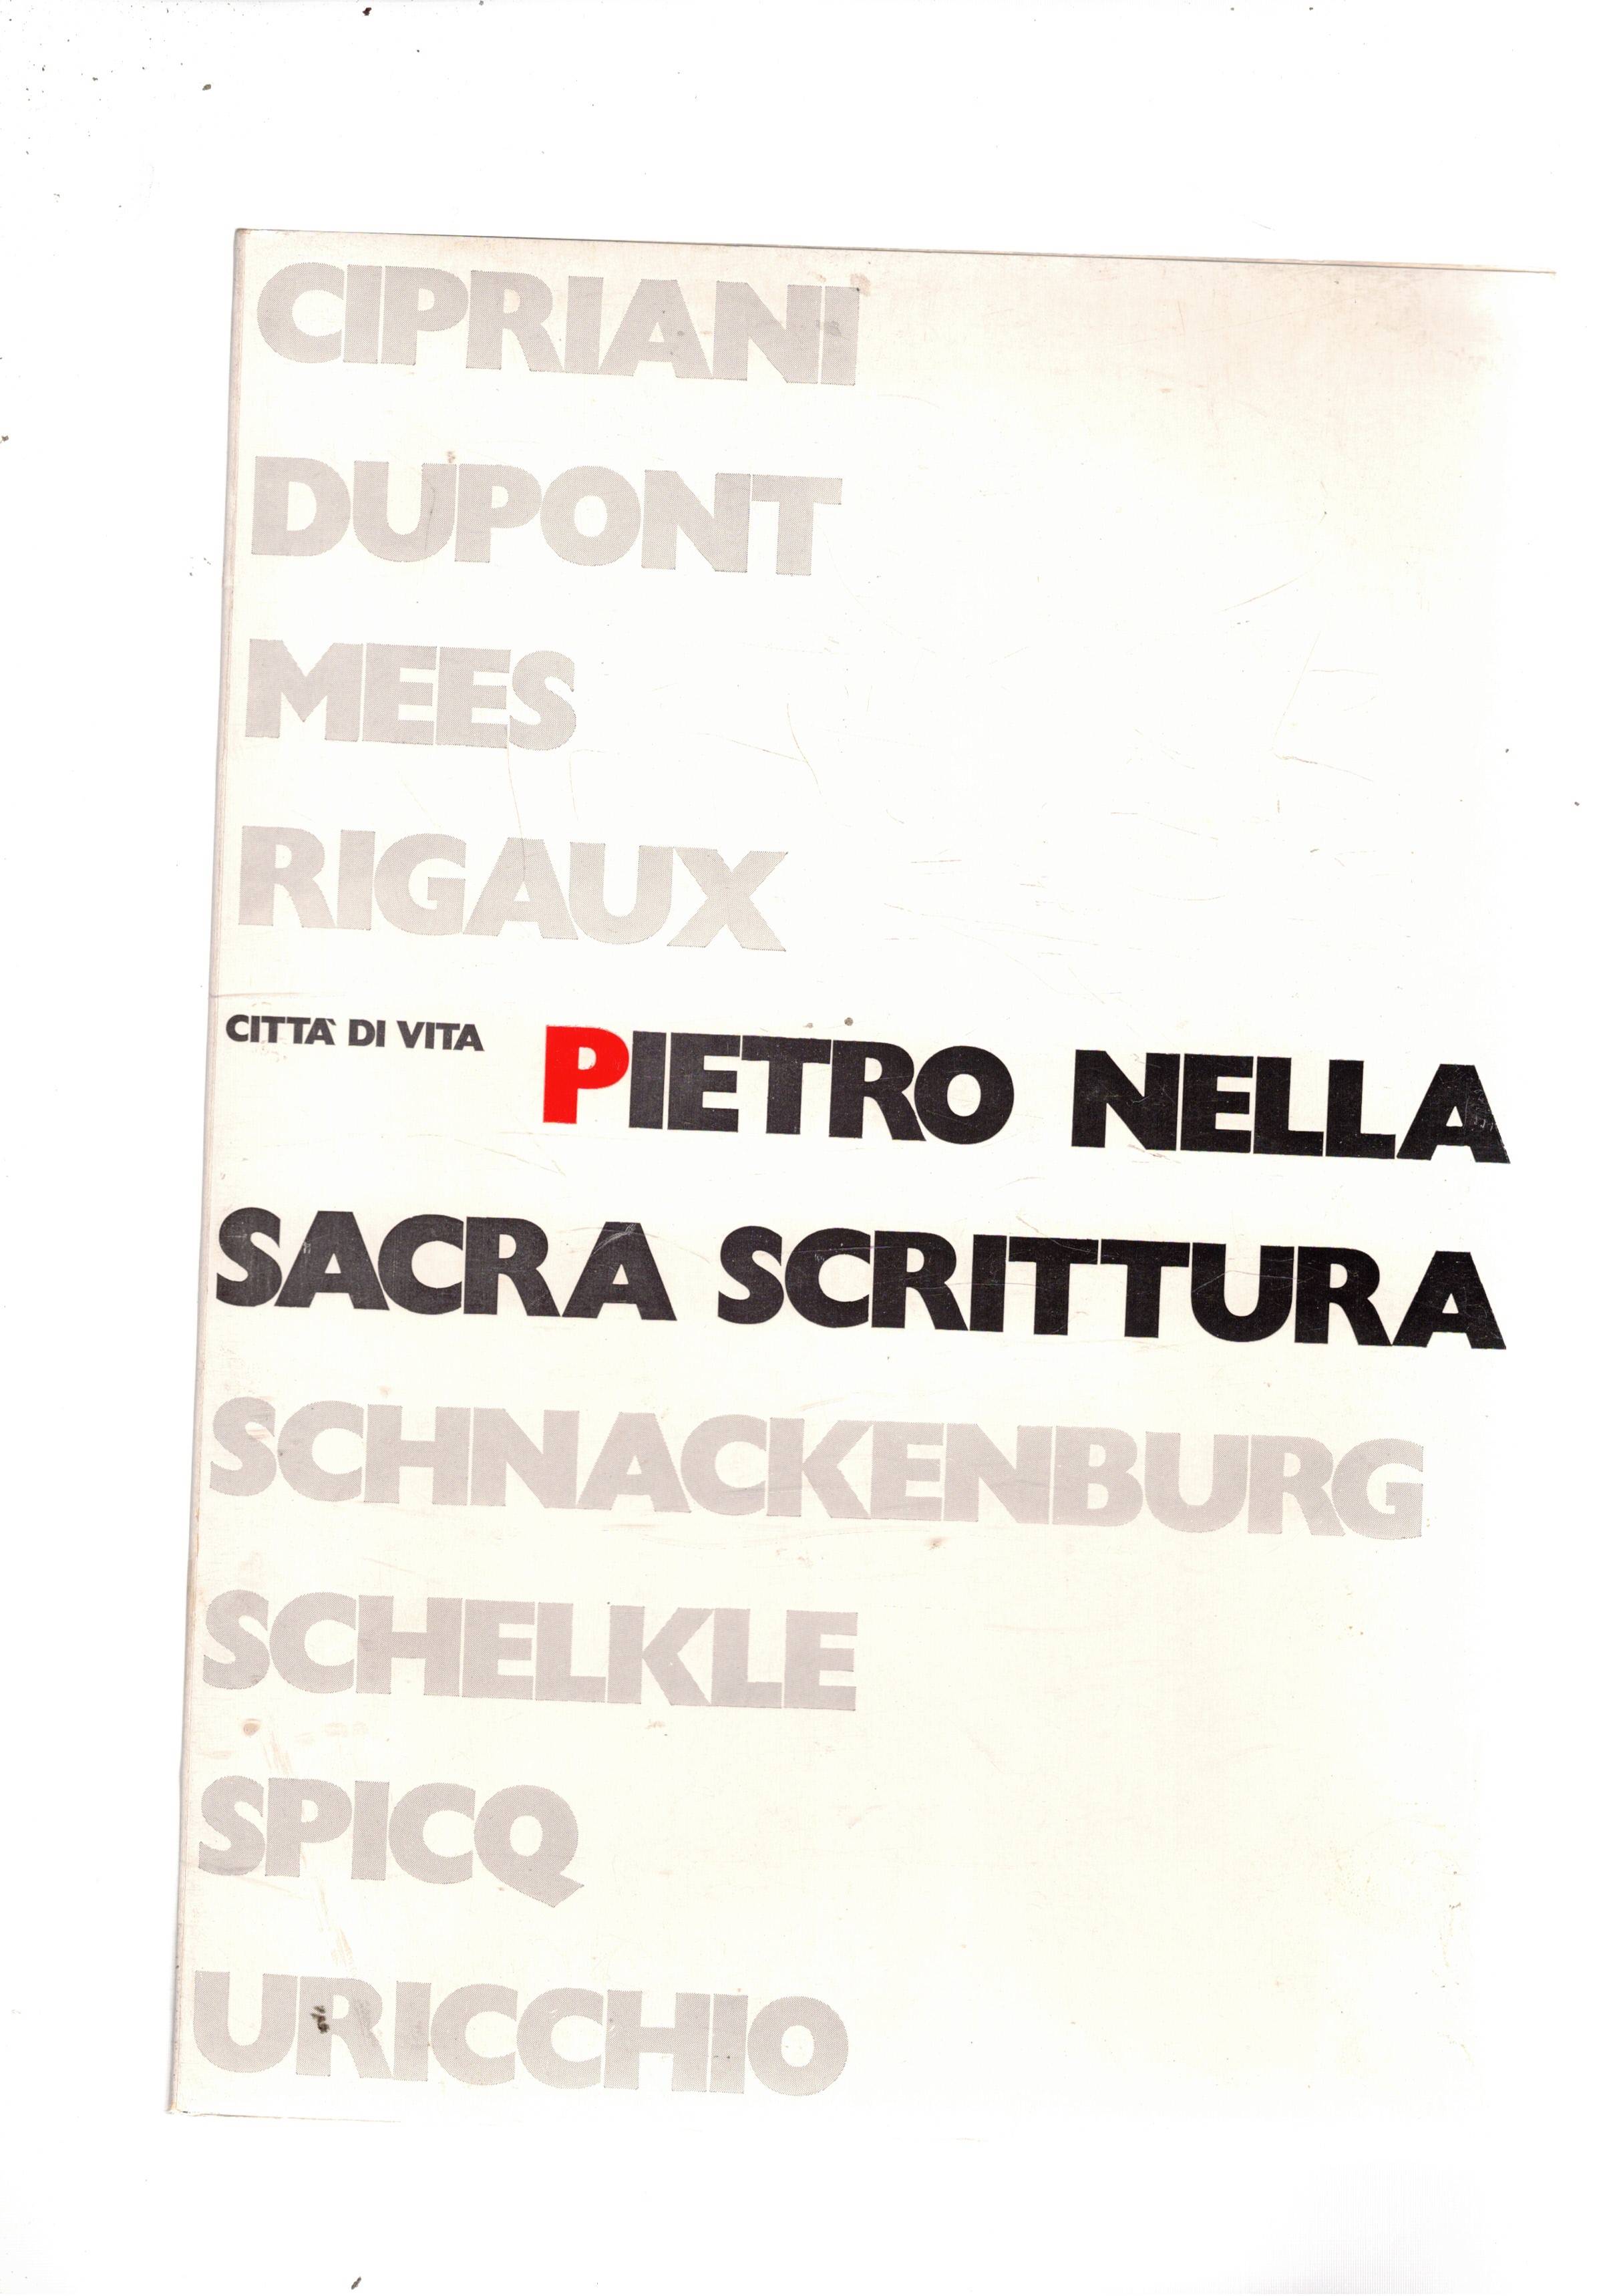 CIPRIANI
DUPONT
MEES
RIGAUX
CITTÀ DI VITA PIETRO NELLA
SACRA SCRITTURA
SCHNACKENBURG
SCHELKLE
SPICQ
URICCHIO